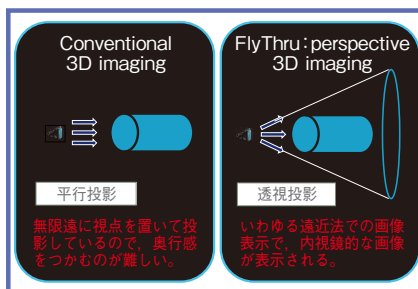 Conventional
3D imaging
平行投影
無限遠に視点を置いて投
影しているので，奥行感
をつかむのが難しい。
FlyThru：perspective
3D imaging
透視投影
いわゆる遠近法での画像
表示で，内視鏡的な画像
が表示される。